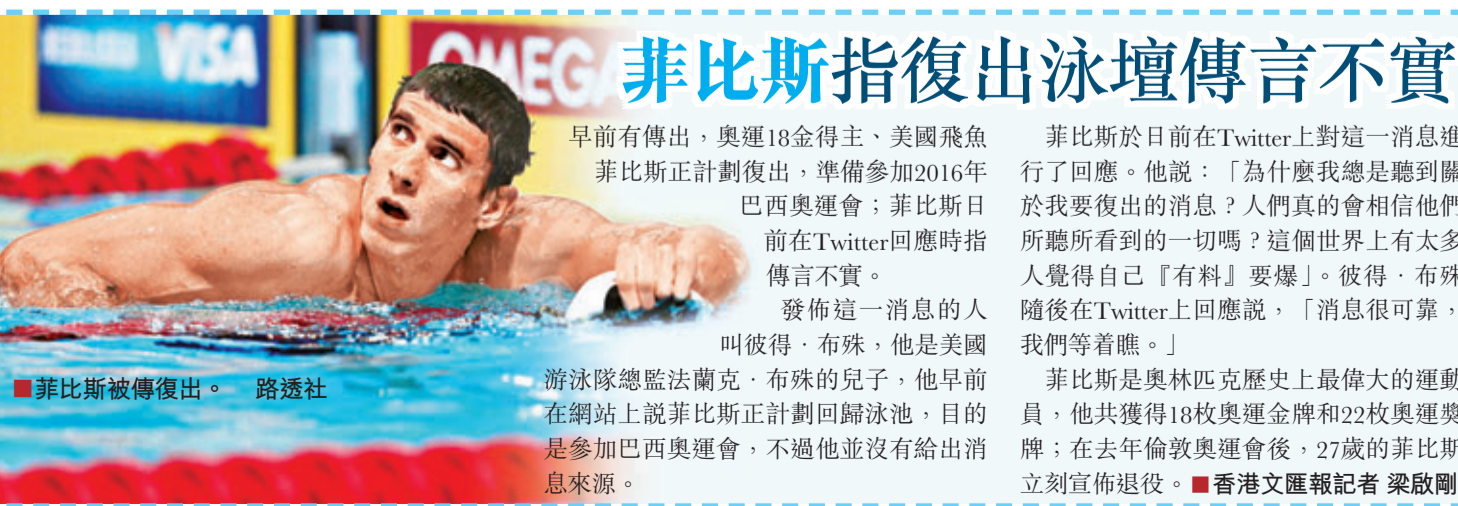 VISA
OMEGA
菲比斯指復出泳壇傳言不實
早前有傳出，奧運18金得主、美國飛魚
菲比斯正計劃復出，準備參加2016年
巴西奧運會；菲比斯日
前在Twitter回應時指
傳言不實。
發佈這一消息的人
叫彼得‧布殊，他是美國
游泳隊總監法蘭克‧布殊的兒子，他早前
在網站上說菲比斯正計劃回歸泳池，目的
是參加巴西奧運會，不過他並沒有給出消
息來源。
菲比斯於日前在Twitter上對這一消息進
行了回應。他說：「為什麼我總是聽到關
於我要復出的消息？人們真的會相信他們
所聽所看到的一切嗎？這個世界上有太多
人覺得自己『有料』要爆」。彼得‧布殊
隨後在Twitter上回應說，「消息很可靠，
我們等着瞧。」
菲比斯是奧林匹克歷史上最偉大的運動
員，他共獲得18枚奧運金牌和22枚奧運獎
牌；在去年倫敦奧運會後，27歲的菲比斯
立刻宣佈退役。■香港文匯報記者 梁啟剛
■菲比斯被傳復出。 路透社